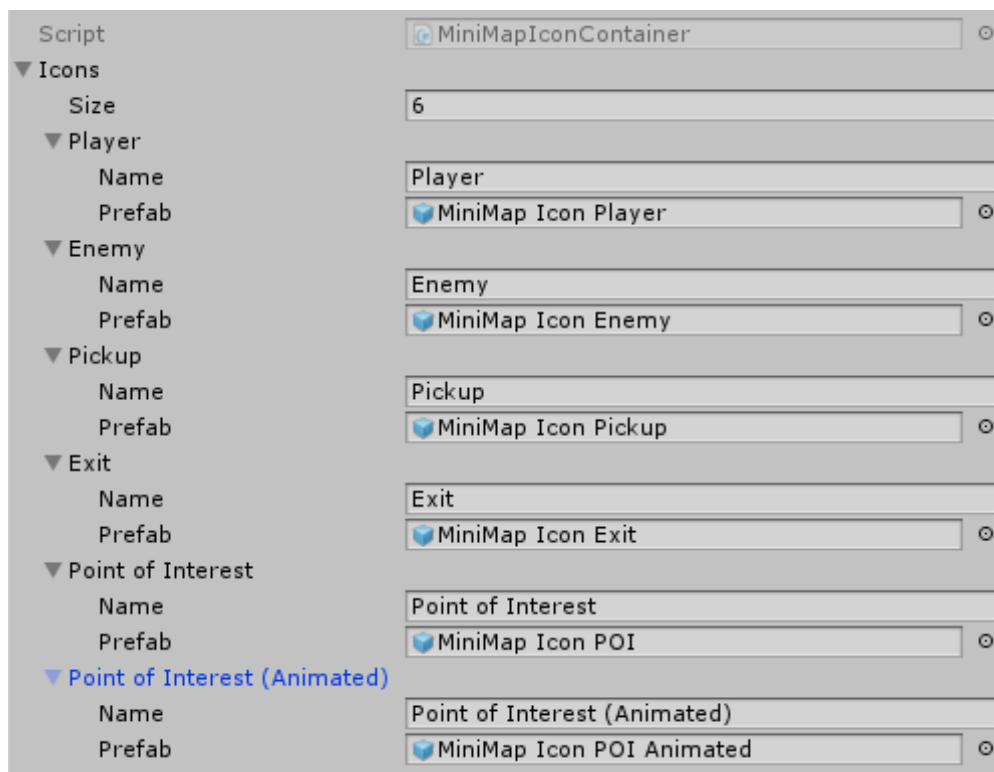 Script MiniMapIconContainer
Icons
Size 6
Player
Name Player
Prefab MiniMap Icon Player
Enemy
Name Enemy
Prefab MiniMap Icon Enemy
Pickup
Name Pickup
Prefab MiniMap Icon Pickup
Exit
Name Exit
Prefab MiniMap Icon Exit
Point of Interest
Name Point of Interest
Prefab MiniMap Icon POI
Point of Interest (Animated)
Name Point of Interest (Animated)
Prefab MiniMap Icon POI Animated